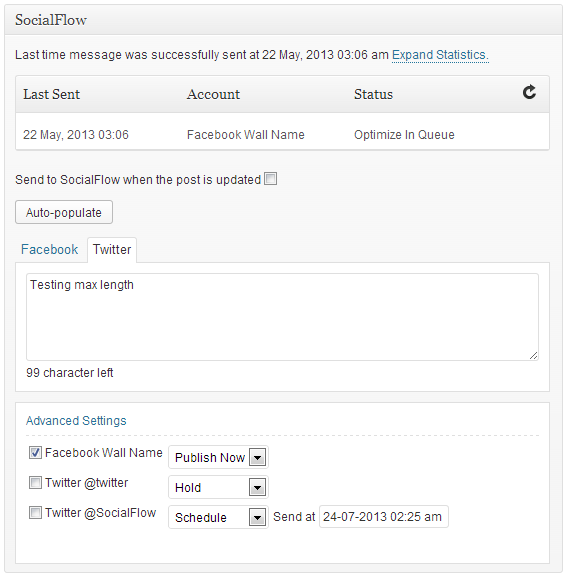 SocialFlow
Last time message was successfully sent at 22 May, 2013 03:06 am Expand Statistics.
Last Sent Account Status
22 May, 2013 03:06 Facebook Wall Name Optimize In Queue
Send to SocialFlow when the post is updated
Auto-populate
Facebook Twitter
Testing max length
99 character left
Advanced Settings
Facebook Wall Name Publish Now
Twitter @twitter Hold
Twitter @SocialFlow Schedule Send at 24-07-2013 02:25 am